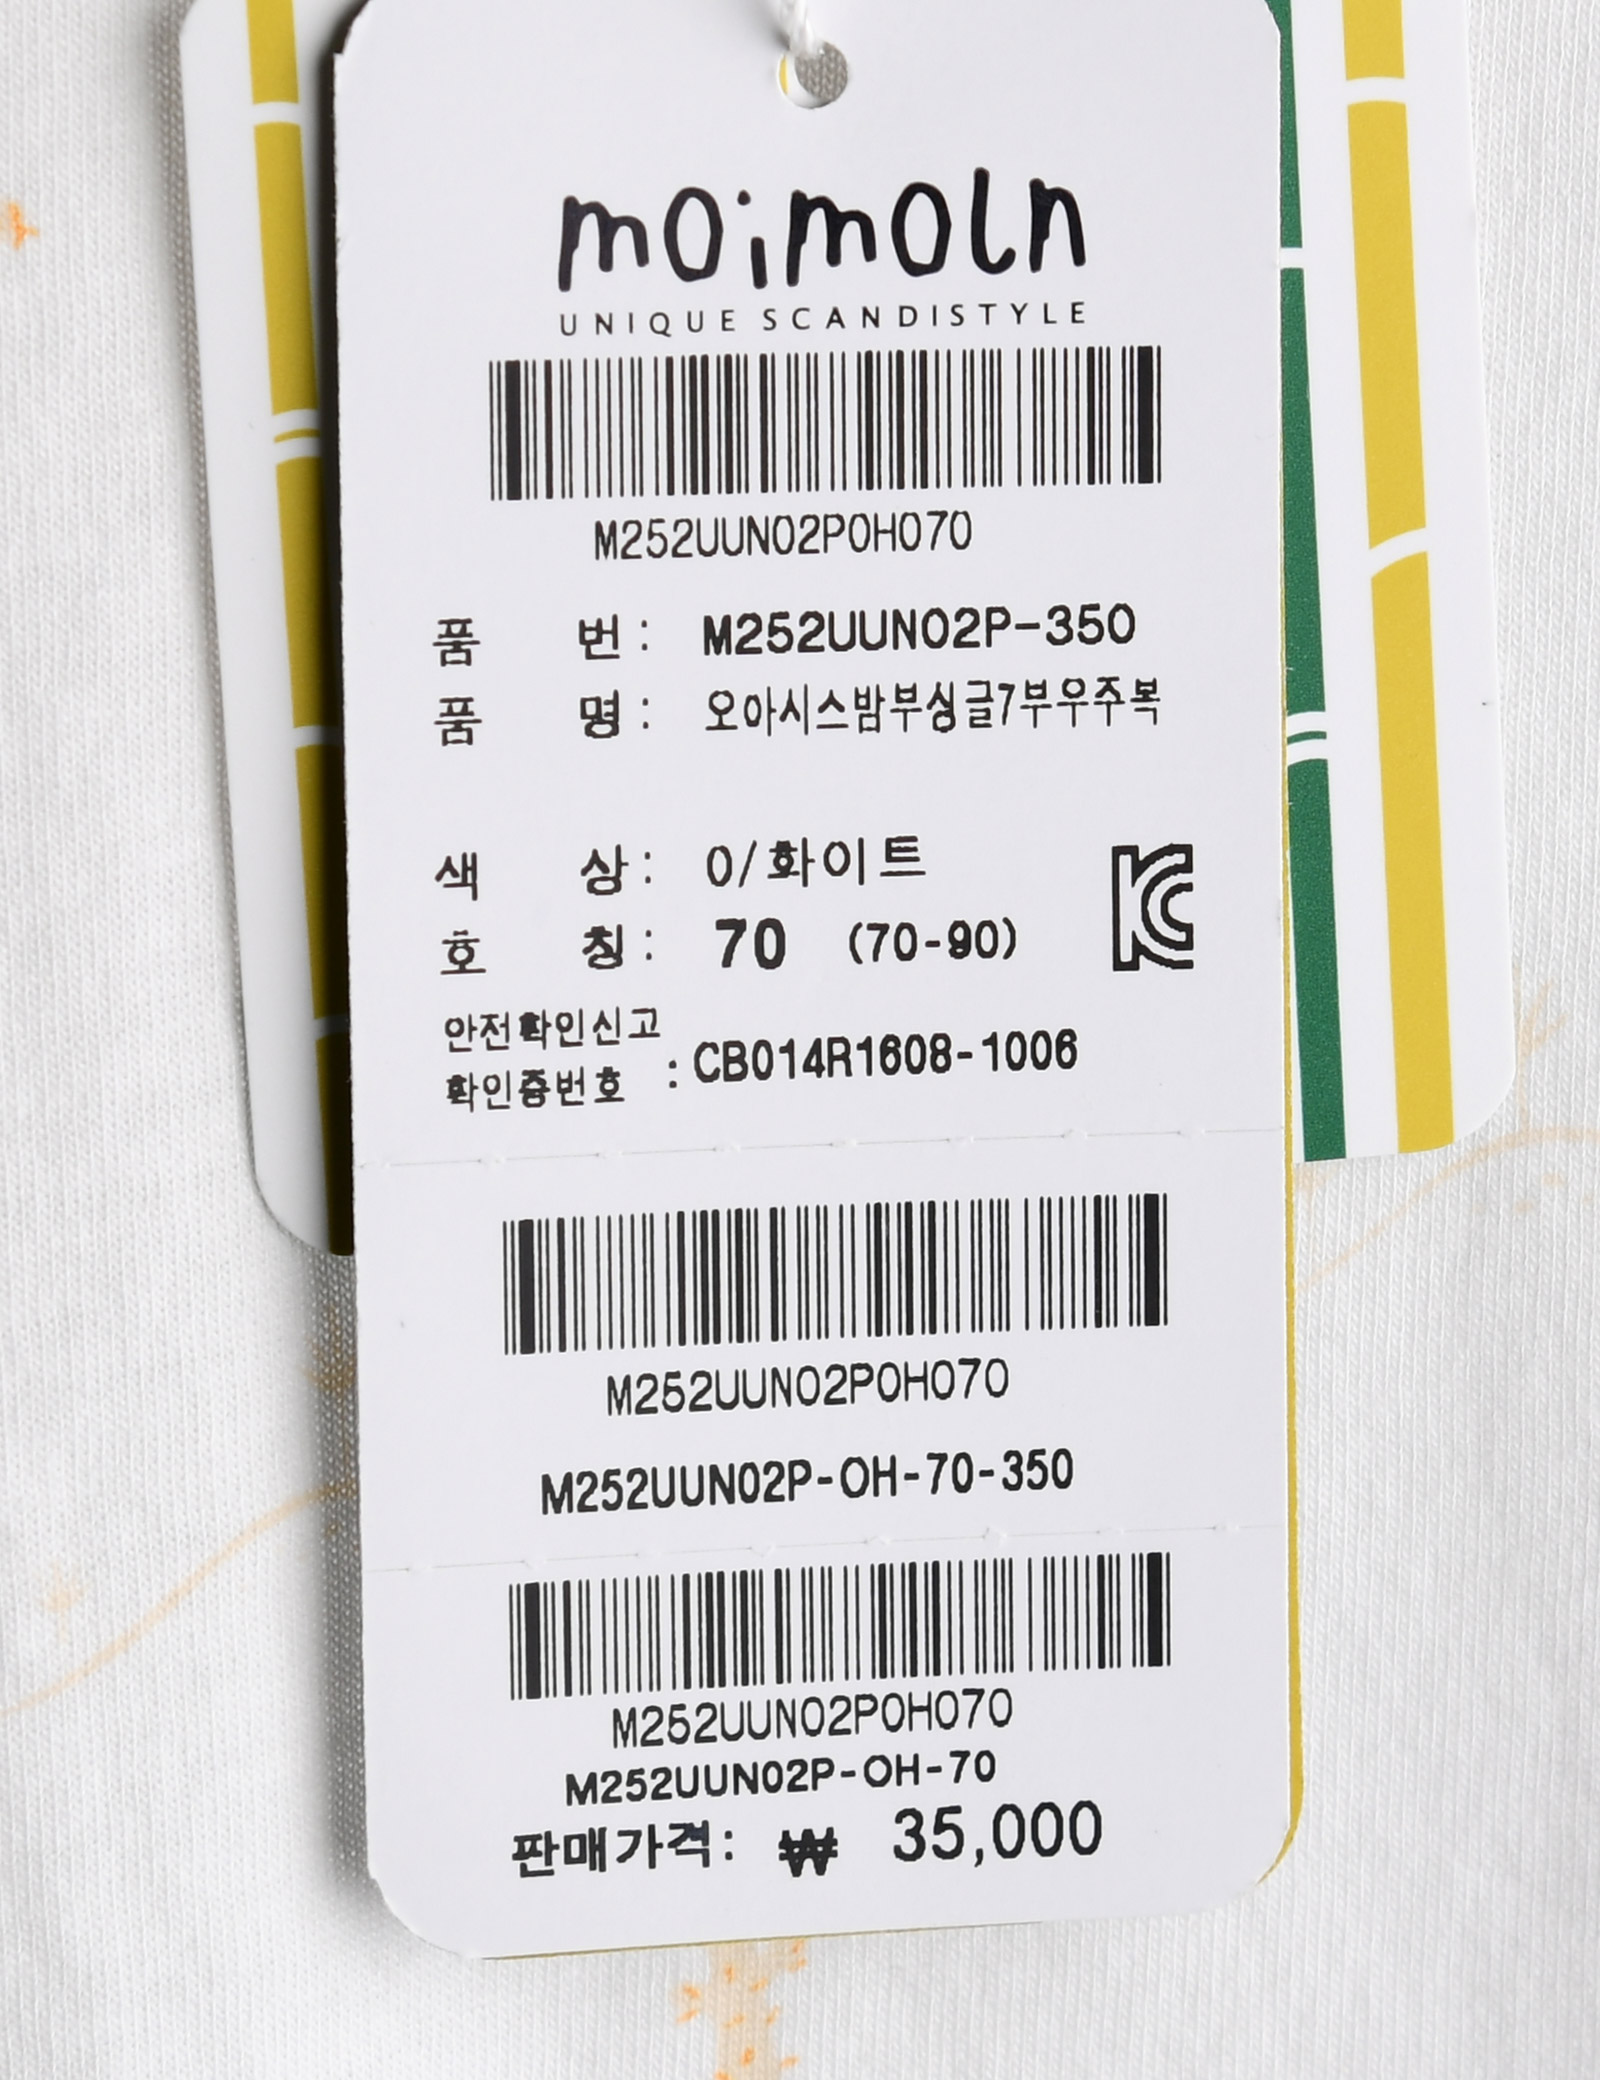 moimoln
UNIQUE SCANDISTYLE
M252UUN02P0H070
품 번 : M252UUN02P-350
품 명 : 오아시스밤부싱글7부우주복
색 상 : 0/화이트
호 칭 : 70 (70-90)
안전확인신고
확인증번호 : CB014R1608-1006
M252UUN02P0H070
M252UUN02P-OH-70-350
M252UUN02P0H070
M252UUN02P-OH-70
판매가격 : ₩ 35,000